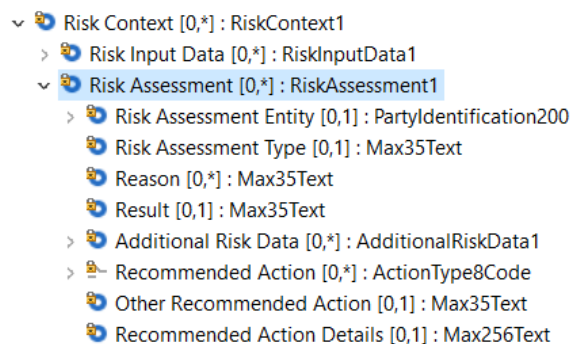 Risk Context [0,*] : RiskContext1
Risk Input Data [0,*] : RiskInputData1
Risk Assessment [0,*] : RiskAssessment1
Risk Assessment Entity [0,1] : PartyIdentification200
Risk Assessment Type [0,1] : Max35Text
Reason [0,*] : Max35Text
Result [0,1] : Max35Text
Additional Risk Data [0,*] : AdditionalRiskData1
Recommended Action [0,*] : ActionType8Code
Other Recommended Action [0,1] : Max35Text
Recommended Action Details [0,1] : Max256Text